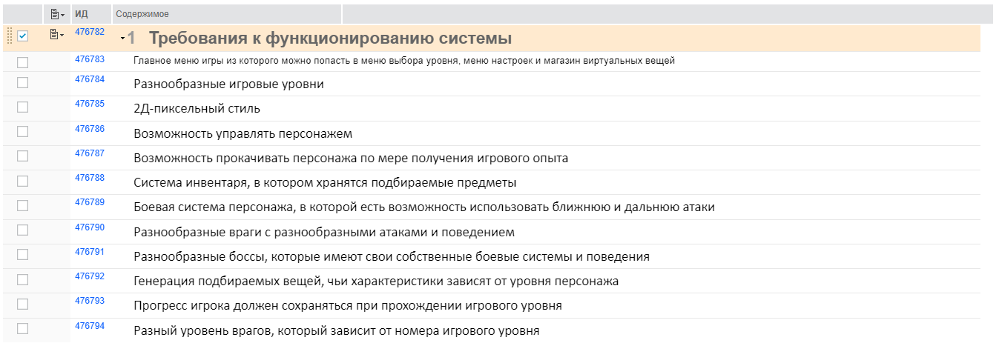 ИД Содержимое
476782 1 Требования к функционированию системы
476783 Главное меню игры из которого можно попасть в меню выбора уровня, меню настроек и магазин виртуальных вещей
476784 Разнообразные игровые уровни
476785 2Д-пиксельный стиль
476786 Возможность управлять персонажем
476787 Возможность прокачивать персонажа по мере получения игрового опыта
476788 Система инвентаря, в котором хранятся подбираемые предметы
476789 Боевая система персонажа, в которой есть возможность использовать ближнюю и дальнюю атаки
476790 Разнообразные враги с разнообразными атаками и поведением
476791 Разнообразные боссы, которые имеют свои собственные боевые системы и поведения
476792 Генерация подбираемых вещей, чьи характеристики зависят от уровня персонажа
476793 Прогресс игрока должен сохраняться при прохождении игрового уровня
476794 Разный уровень врагов, который зависит от номера игрового уровня